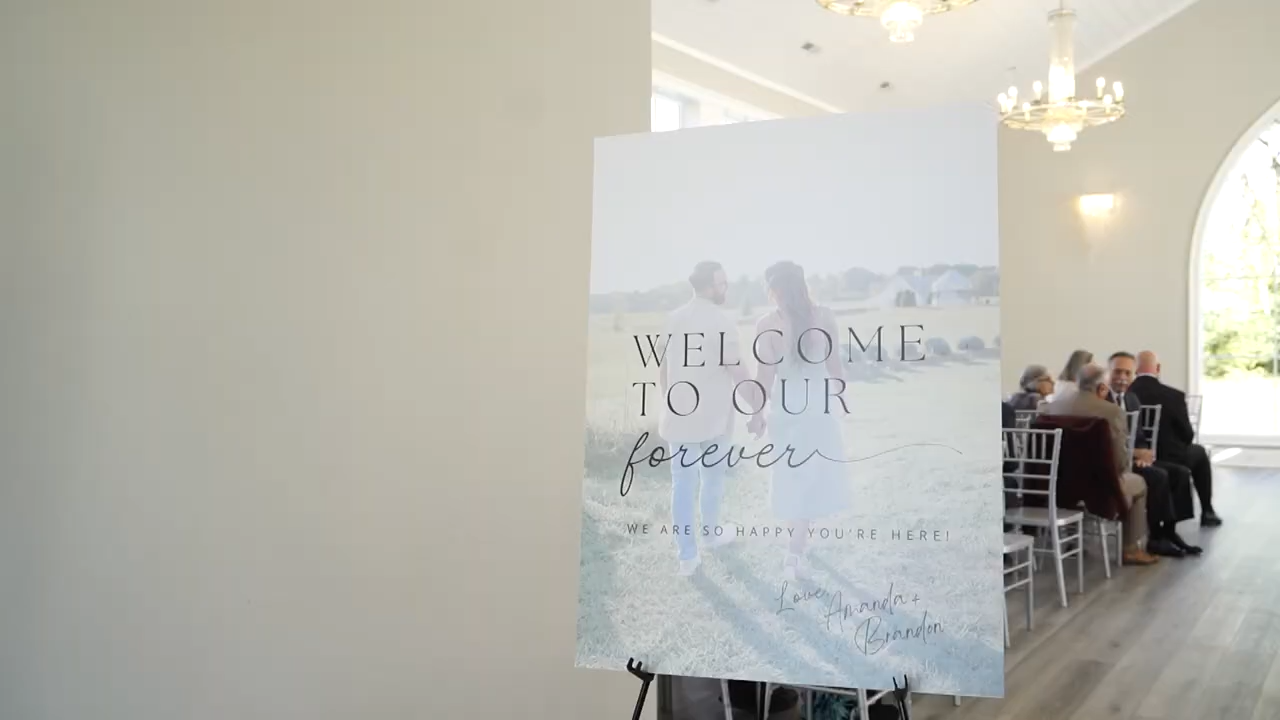 WELCOME
TO OUR
forever
WE ARE SO HAPPY YOU'RE HERE!
Love,
Amanda +
Brandon